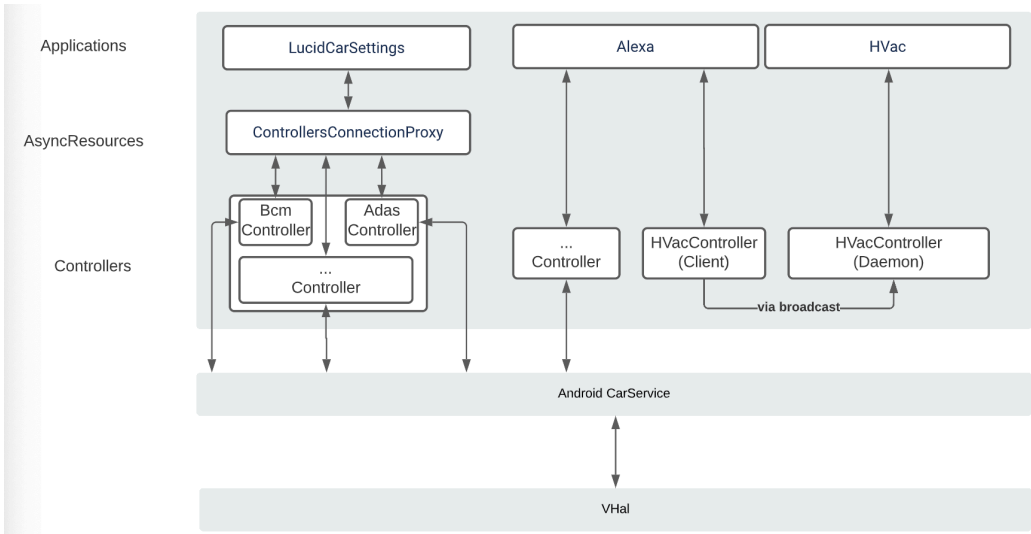 Applications
LucidCarSettings
Alexa
HVac
AsyncResources
ControllersConnectionProxy
Controllers
Bcm
Controller
Adas
Controller
...
Controller
...
Controller
HVacController
(Client)
HVacController
(Daemon)
via broadcast
Android CarService
VHal